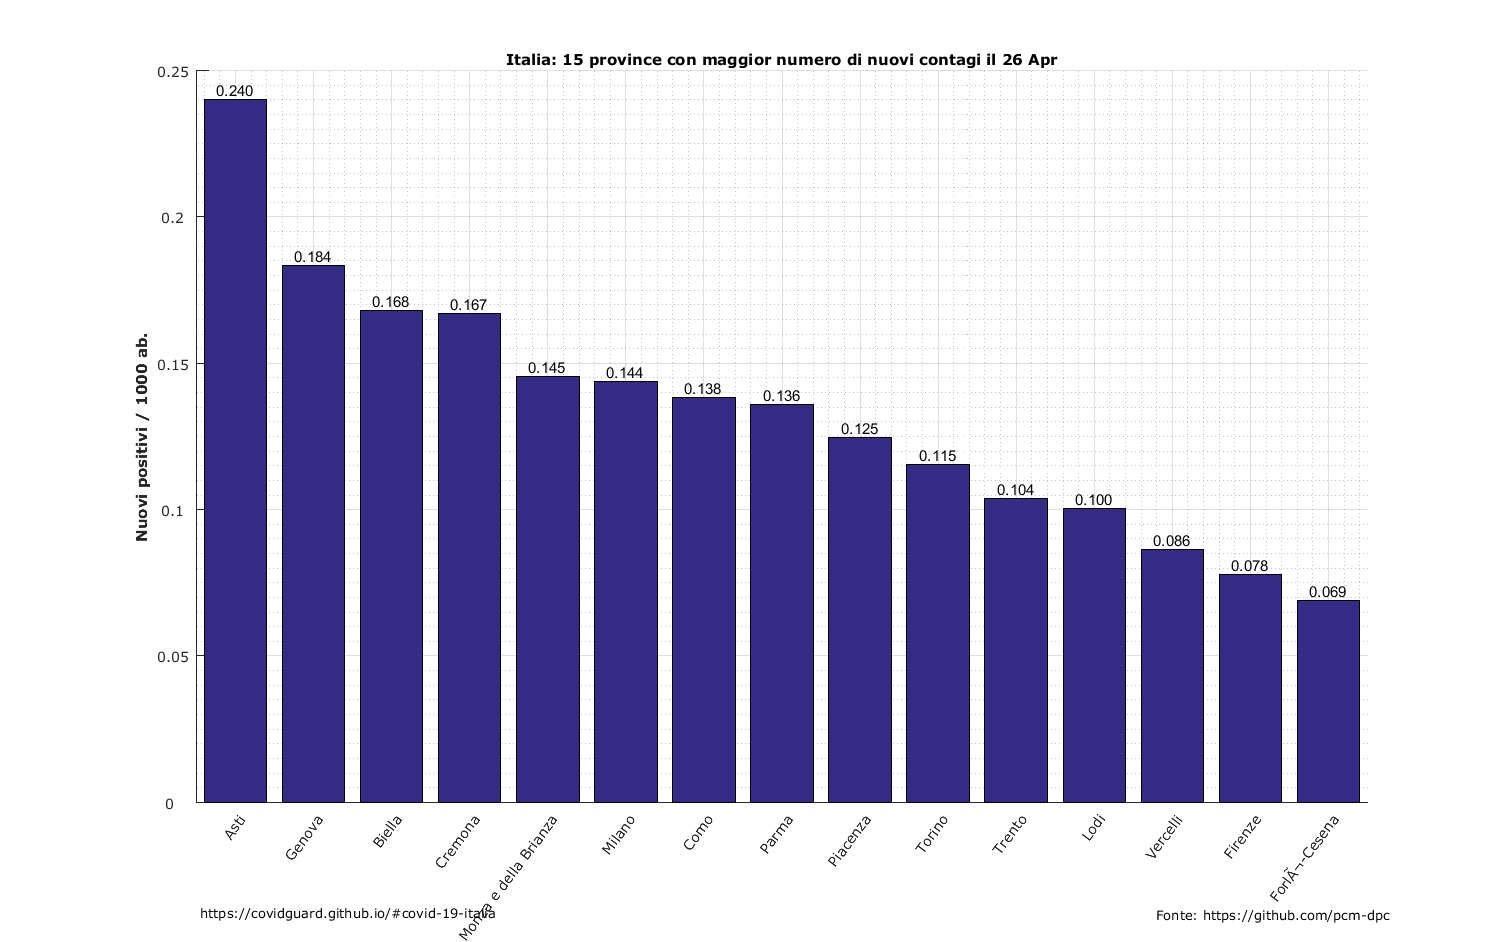 Italia: 15 province con maggior numero di nuovi contagi il 26 Apr
Nuovi positivi / 1000 ab.
0.25
0.2
0.15
0.1
0.05
0
0.240
0.184
0.168
0.167
0.145
0.144
0.138
0.136
0.125
0.115
0.104
0.100
0.086
0.078
0.069
Asti
Genova
Biella
Cremona
Monza e della Brianza
Milano
Como
Parma
Piacenza
Torino
Trento
Lodi
Vercelli
Firenze
ForlÃ¬-Cesena
https://covidguard.github.io/#covid-19-italia
Fonte: https://github.com/pcm-dpc